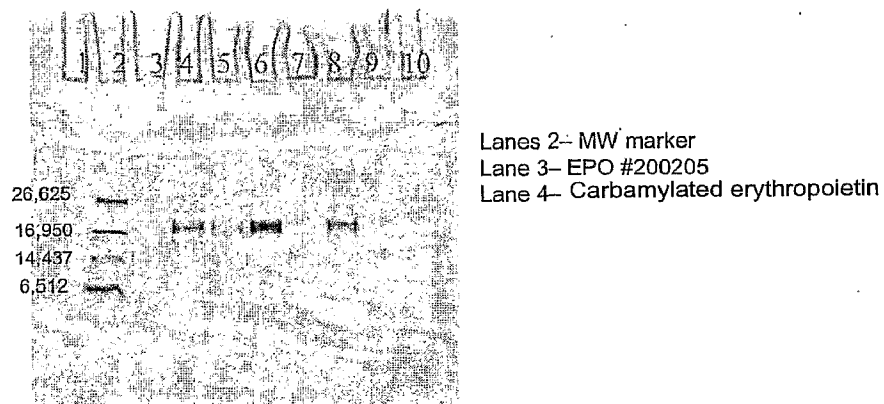 1 2 3 4 5 6 7 8 9 10
Lanes 2– MW marker
Lane 3– EPO #200205
Lane 4– Carbamylated erythropoietin
26,625
16,950
14,437
6,512